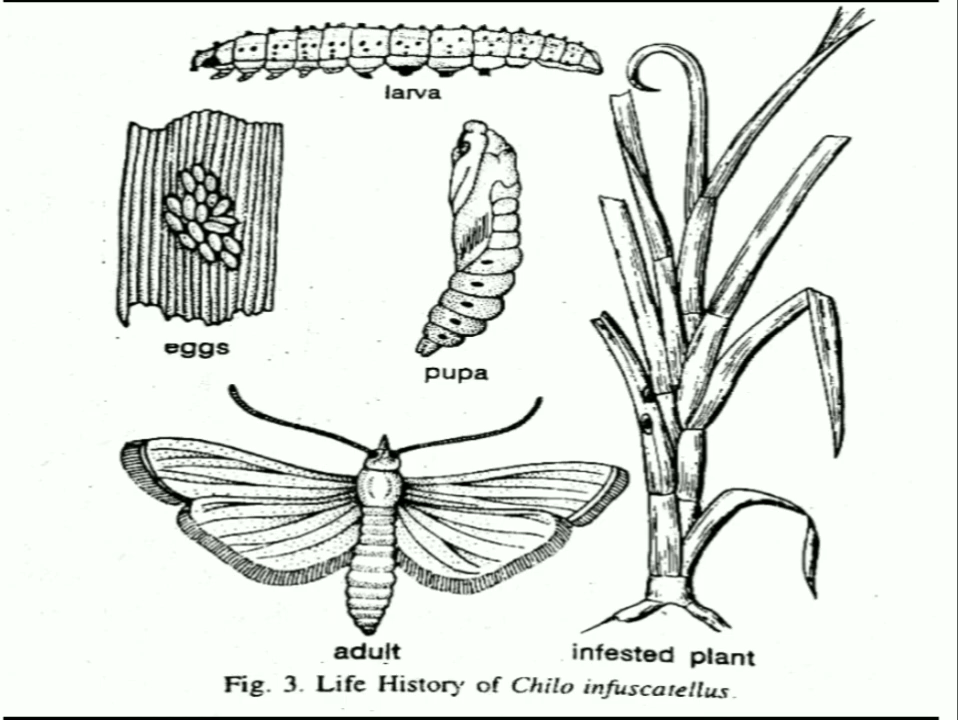 larva
eggs
pupa
adult
infested plant
Fig. 3. Life History of Chilo infuscatellus.